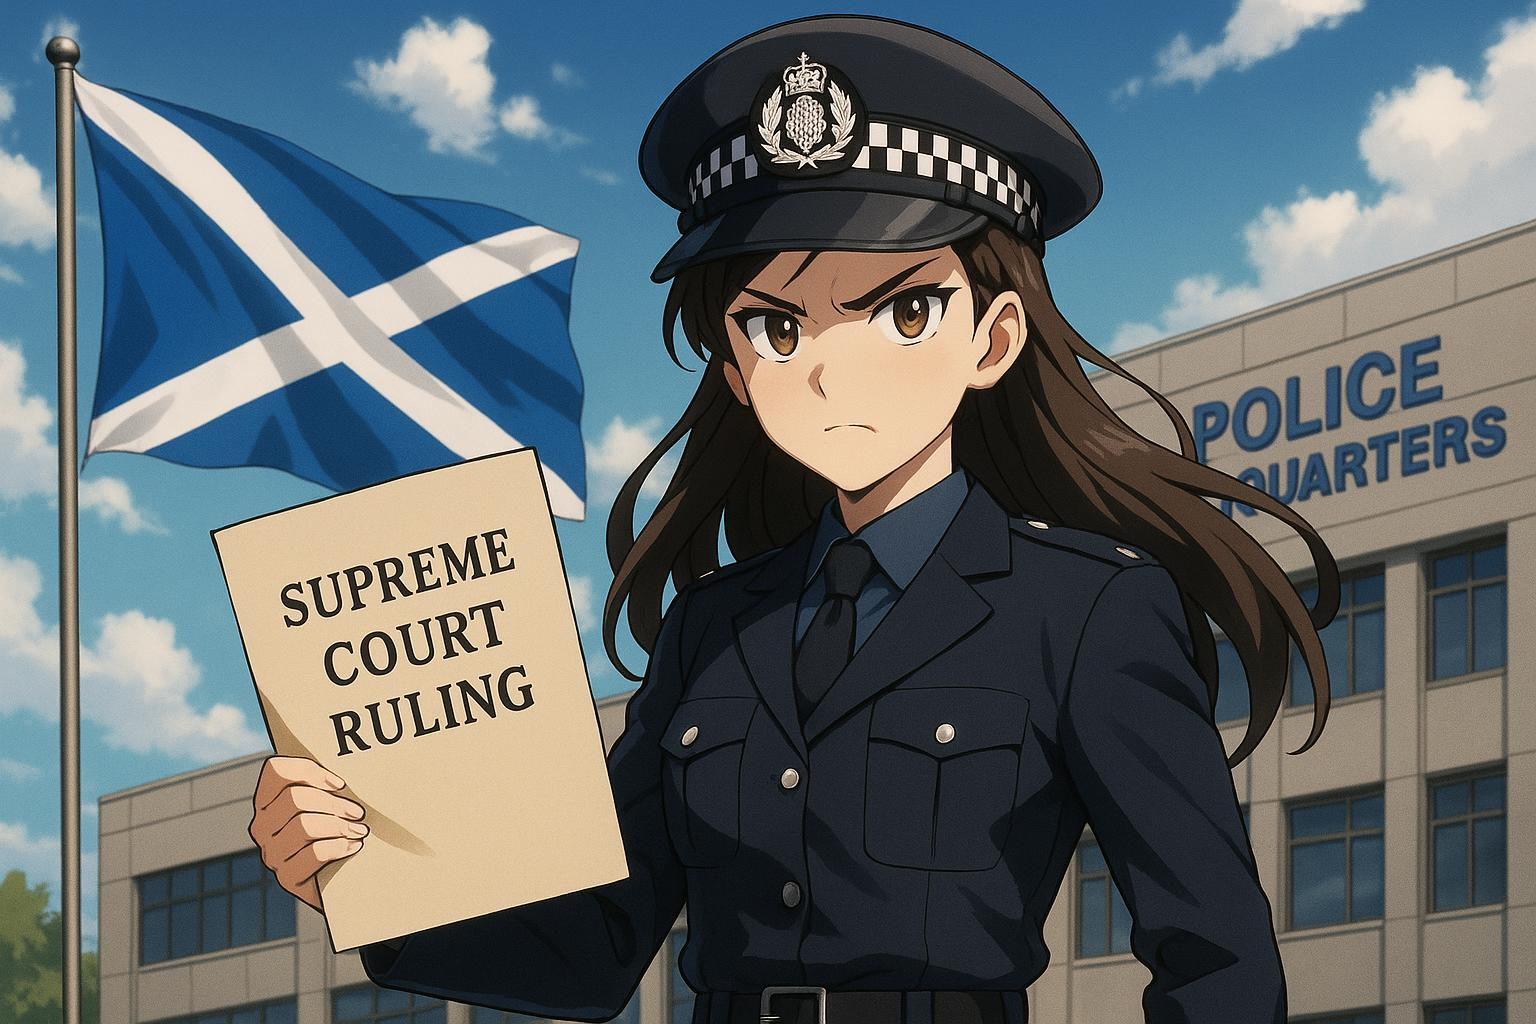 SUPREME
COURT
RULING
POLICE
QUARTERS